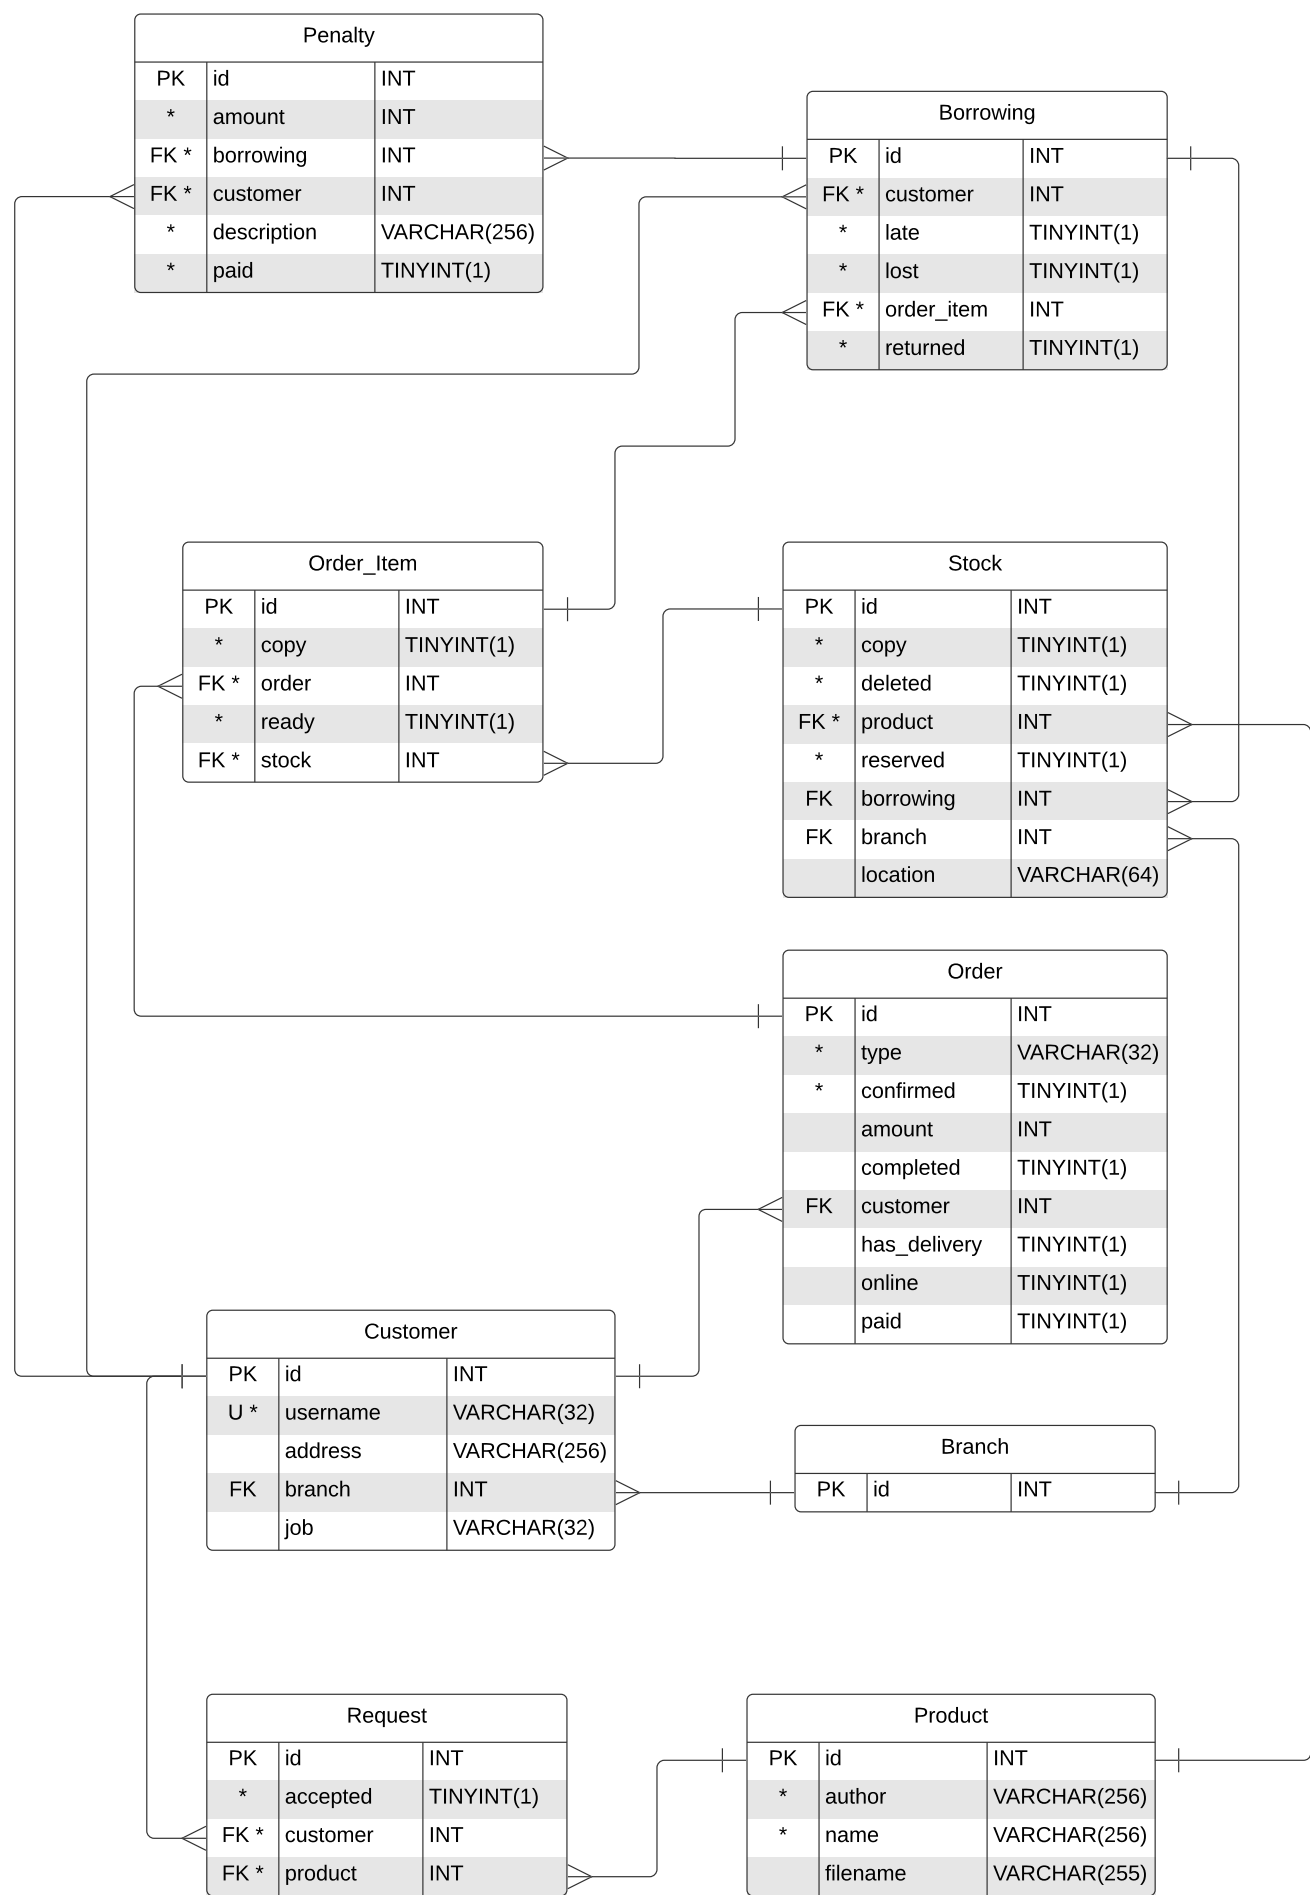 Penalty
PK id INT
* amount INT
FK * borrowing INT
FK * customer INT
* description VARCHAR(256)
* paid TINYINT(1)
Borrowing
PK id INT
FK * customer INT
* late TINYINT(1)
* lost TINYINT(1)
FK * order_item INT
* returned TINYINT(1)
Order_Item
PK id INT
* copy TINYINT(1)
FK * order INT
* ready TINYINT(1)
FK * stock INT
Stock
PK id INT
* copy TINYINT(1)
* deleted TINYINT(1)
FK * product INT
* reserved TINYINT(1)
FK borrowing INT
FK branch INT
location VARCHAR(64)
Order
PK id INT
* type VARCHAR(32)
* confirmed TINYINT(1)
amount INT
completed TINYINT(1)
FK customer INT
has_delivery TINYINT(1)
online TINYINT(1)
paid TINYINT(1)
Customer
PK id INT
U * username VARCHAR(32)
address VARCHAR(256)
FK branch INT
job VARCHAR(32)
Branch
PK id INT
Request
PK id INT
* accepted TINYINT(1)
FK * customer INT
FK * product INT
Product
PK id INT
* author VARCHAR(256)
* name VARCHAR(256)
filename VARCHAR(255)